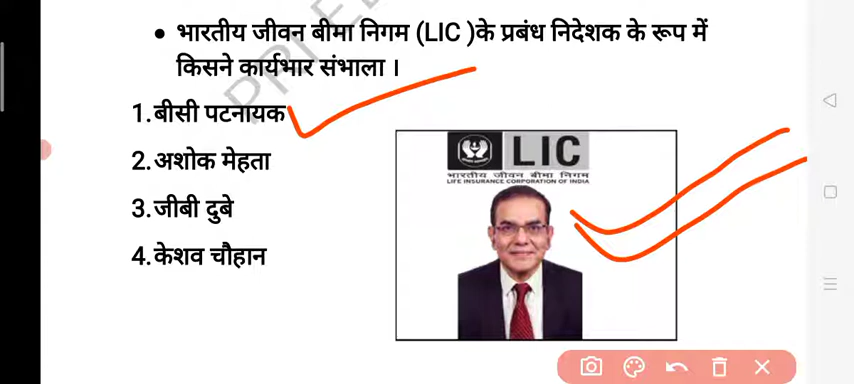 • भारतीय जीवन बीमा निगम (LIC )के प्रबंध निदेशक के रूप में
किसने कार्यभार संभाला ।
1.बीसी पटनायक
2.अशोक मेहता
3.जीबी दुबे
4.केशव चौहान
LIC
भारतीय जीवन बीमा निगम
LIFE INSURANCE CORPORATION OF INDIA